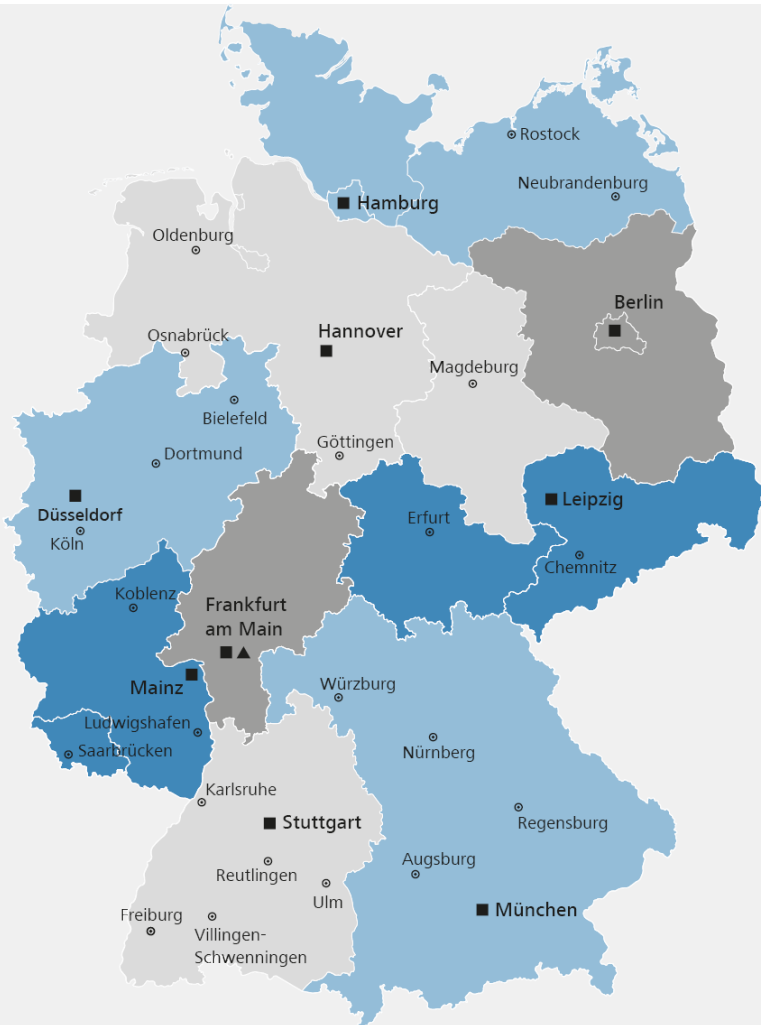 Rostock
Neubrandenburg
Hamburg
Oldenburg
Berlin
Hannover
Osnabrück
Magdeburg
Bielefeld
Göttingen
Dortmund
Leipzig
Düsseldorf
Erfurt
Köln
Chemnitz
Koblenz
Frankfurt
am Main
Mainz
Würzburg
Ludwigshafen
Nürnberg
Saarbrücken
Karlsruhe
Stuttgart
Regensburg
Augsburg
Reutlingen
Ulm
München
Freiburg
Villingen-
Schwenningen